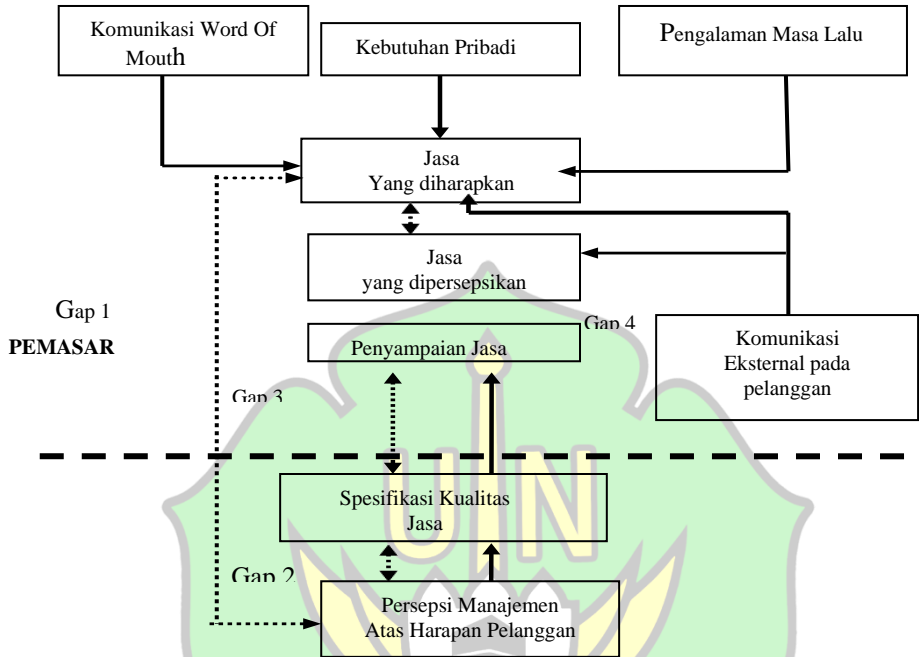 Komunikasi Word Of
Mouth
Kebutuhan Pribadi
Pengalaman Masa Lalu
Jasa
Yang diharapkan
Jasa
yang dipersepsikan
Gap 1
PEMASAR
Gap 4
Penyampaian Jasa
Komunikasi
Eksternal pada
pelanggan
Gap 3
Spesifikasi Kualitas
Jasa
UIN
Gap 2
Persepsi Manajemen
Atas Harapan Pelanggan